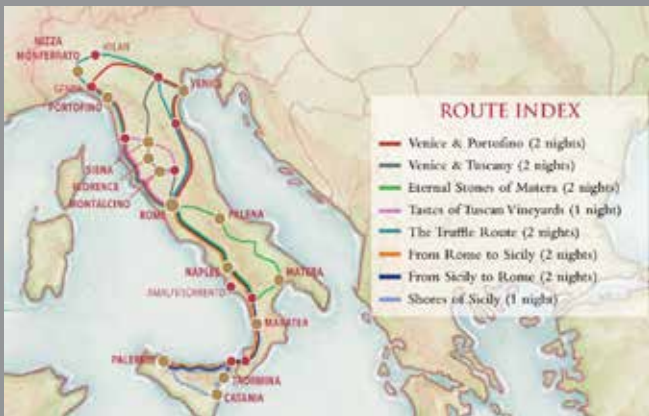 NIZZA
MONFERRATO
MILAN
GENOA
PORTOFINO
VENICE
SIENA
FLORENCE
MONTALCINO
ROME
PALENA
NAPLES
AMALFI/SORRENTO
MATERA
MARATEA
PALERMO
TAORMINA
CATANIA
ROUTE INDEX
Venice & Portofino (2 nights)
Venice & Tuscany (2 nights)
Eternal Stones of Matera (2 nights)
Tastes of Tuscan Vineyards (1 night)
The Truffle Route (2 nights)
From Rome to Sicily (2 nights)
From Sicily to Rome (2 nights)
Shores of Sicily (1 night)